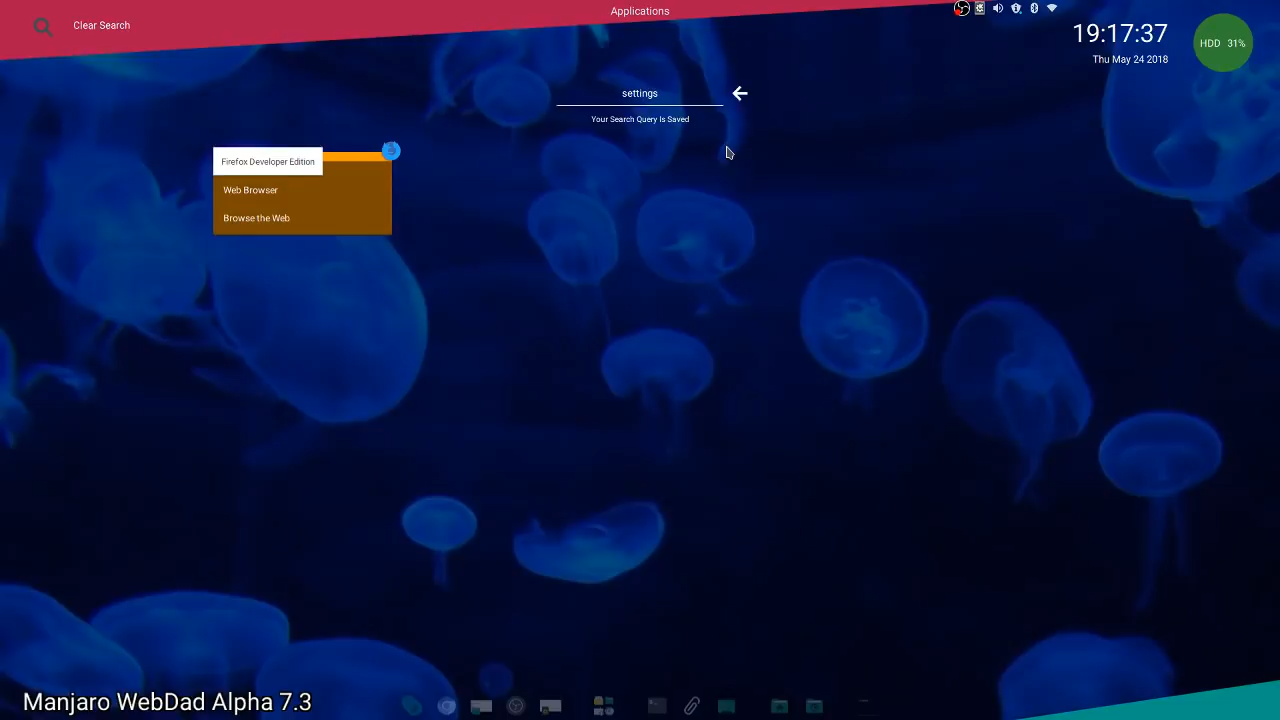 Applications
Clear Search
19:17:37
Thu May 24 2018
HDD 31%
settings
Your Search Query Is Saved
Firefox Developer Edition
Web Browser
Browse the Web
Manjaro WebDad Alpha 7.3